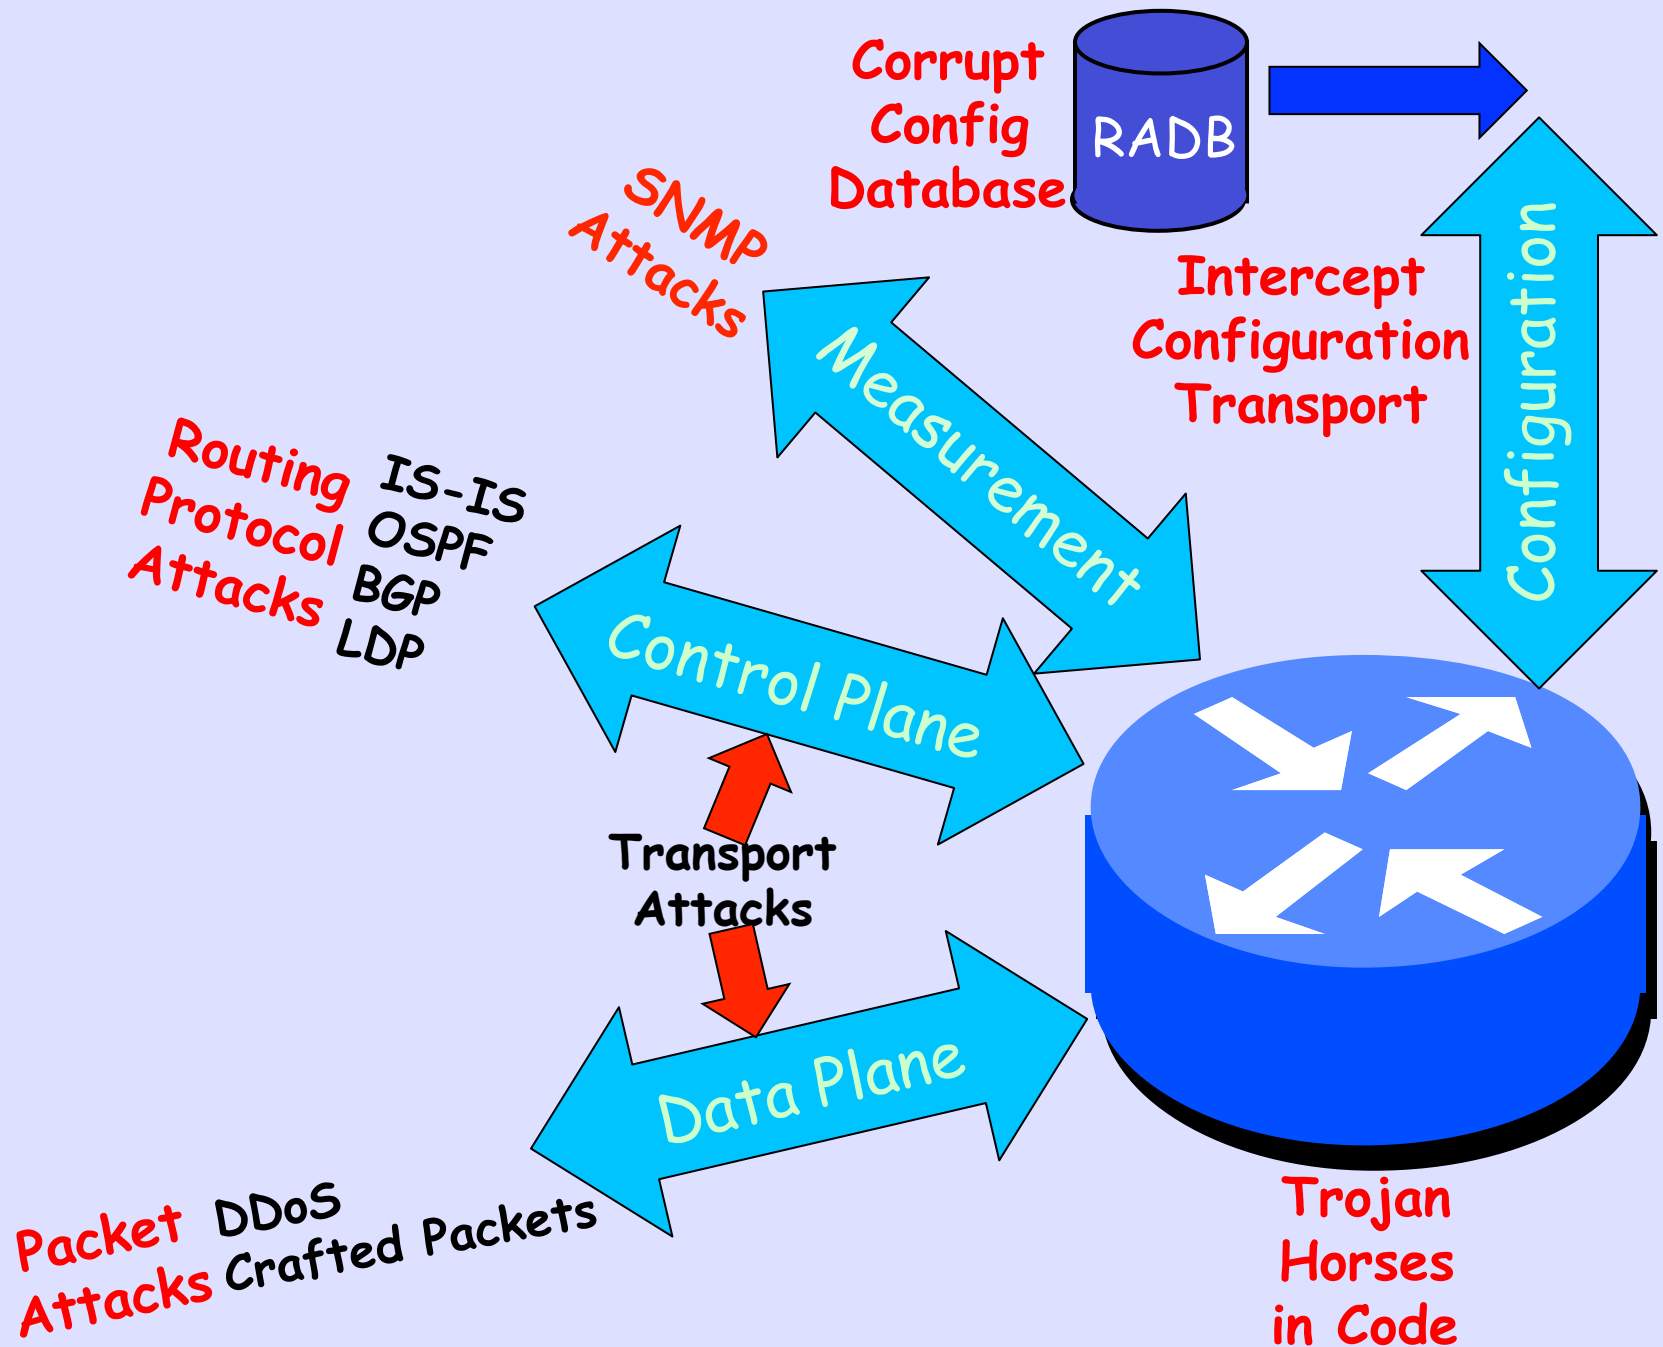 Corrupt
Config
Database
RADB
SNMP
Attacks
Intercept
Configuration
Transport
Configuration
Measurement
Routing
Protocol
Attacks
IS-IS
OSPF
BGP
LDP
Control Plane
Transport
Attacks
Data Plane
Packet
Attacks
DDoS
Crafted Packets
Trojan
Horses
in Code